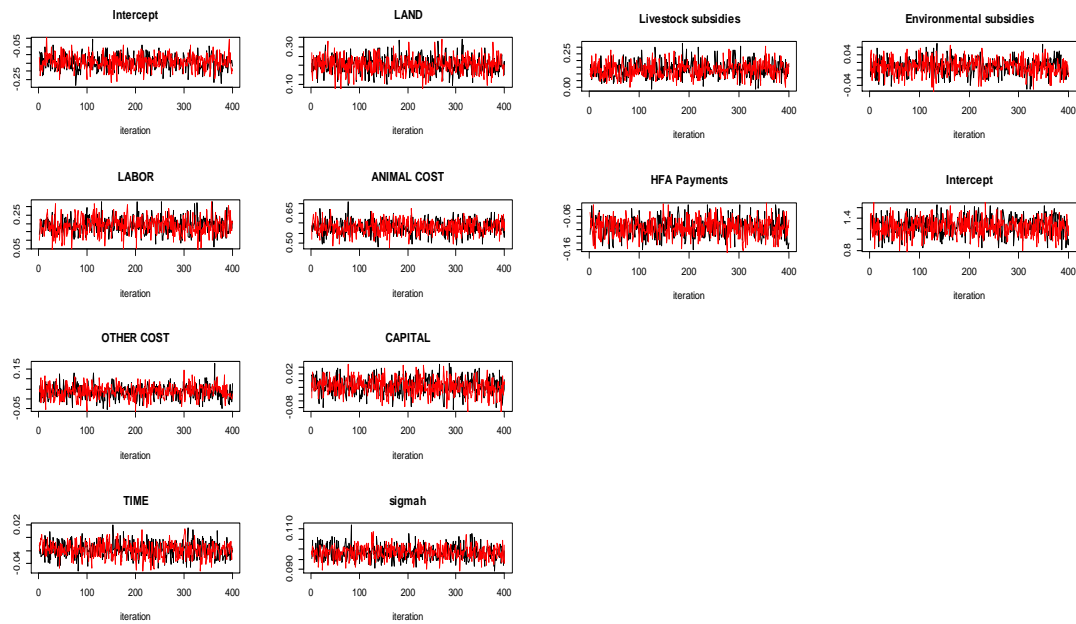 Intercept
-0.05
-0.25
0 100 200 300 400
iteration
LAND
0.30
0.10
0 100 200 300 400
iteration
Livestock subsidies
0.25
0.00
0 100 200 300 400
iteration
Environmental subsidies
0.04
-0.04
0 100 200 300 400
iteration
LABOR
0.25
0.05
0 100 200 300 400
iteration
ANIMAL COST
0.65
0.50
0 100 200 300 400
iteration
HFA Payments
-0.06
-0.16
0 100 200 300 400
iteration
Intercept
1.4
0.8
0 100 200 300 400
iteration
OTHER COST
0.15
-0.05
0 100 200 300 400
iteration
CAPITAL
0.02
-0.08
0 100 200 300 400
iteration
TIME
0.02
-0.04
0 100 200 300 400
iteration
sigmah
0.110
0.090
0 100 200 300 400
iteration